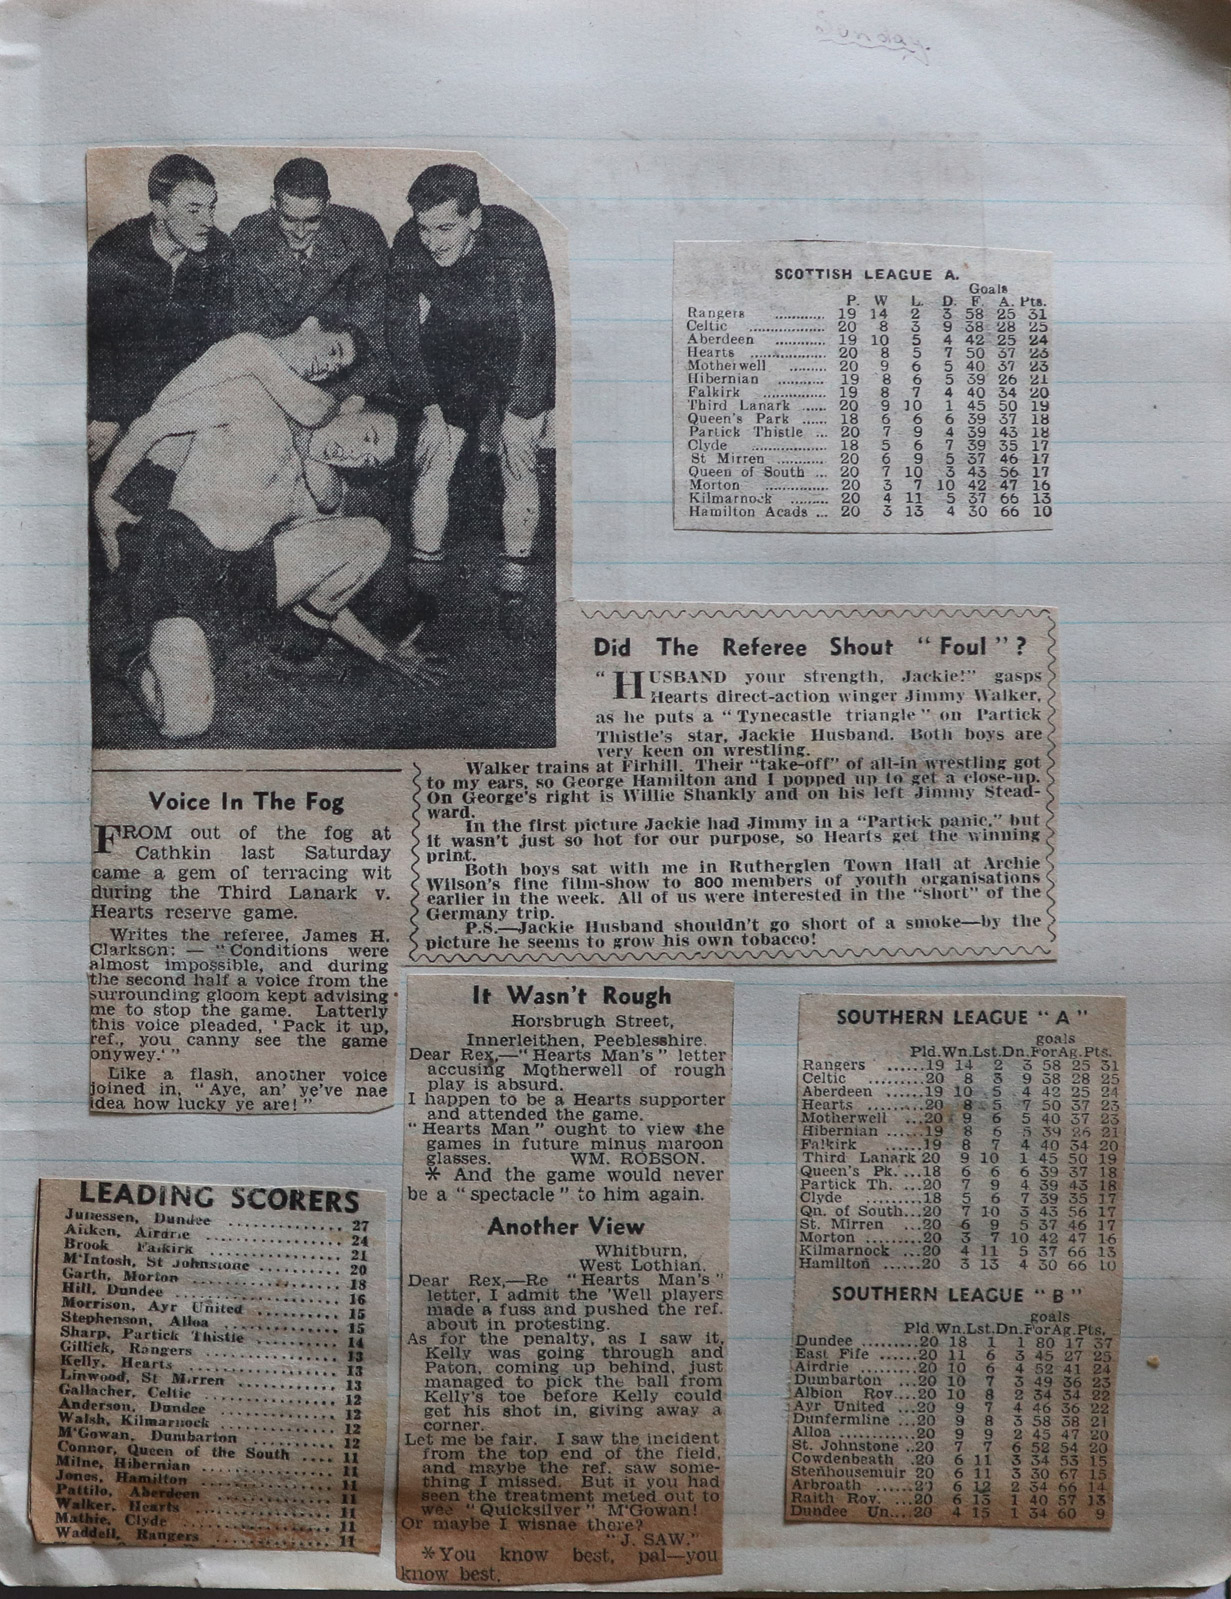 SCOTTISH LEAGUE A.
Goals
P. W L. D. F. A. Pts.
Rangers ............ 19 14 2 3 58 25 31
Celtic .................. 20 8 3 9 38 28 25
Aberdeen ............ 19 10 5 4 42 25 24
Hearts .................. 20 8 5 7 50 37 23
Motherwell ......... 20 9 6 5 40 37 23
Hibernian ............ 19 8 6 5 39 26 21
Falkirk .................. 19 8 7 4 40 34 20
Third Lanark ...... 20 9 10 1 45 50 19
Queen's Park ...... 18 6 6 6 39 37 18
Partick Thistle ... 20 7 9 4 39 43 18
Clyde .................. 18 5 6 7 39 35 17
St Mirren ............ 20 6 9 5 37 46 17
Queen of South ... 20 7 10 3 43 56 17
Morton .................. 20 3 7 10 42 47 16
Kilmarnock ......... 20 4 11 5 37 66 13
Hamilton Acads ... 20 3 13 4 30 66 10
Did The Referee Shout "Foul"?
"HUSBAND your strength, Jackie!" gasps
Hearts direct-action winger Jimmy Walker,
as he puts a "Tynecastle triangle" on Partick
Thistle's star, Jackie Husband. Both boys are
very keen on wrestling.
Walker trains at Firhill. Their "take-off" of all-in wrestling got
to my ears, so George Hamilton and I popped up to get a close-up.
On George's right is Willie Shankly and on his left Jimmy Stead-
ward.
In the first picture Jackie had Jimmy in a "Partick panic," but
it wasn't just so hot for our purpose, so Hearts get the winning
print.
Both boys sat with me in Rutherglen Town Hall at Archie
Wilson's fine film-show to 800 members of youth organisations
earlier in the week. All of us were interested in the "short" of the
Germany trip.
P.S.—Jackie Husband shouldn't go short of a smoke—by the
picture he seems to grow his own tobacco!
Voice In The Fog
FROM out of the fog at
Cathkin last Saturday
came a gem of terracing wit
during the Third Lanark v.
Hearts reserve game.
Writes the referee, James H.
Clarkson: — "Conditions were
almost impossible, and during
the second half a voice from the
surrounding gloom kept advising
me to stop the game. Latterly
this voice pleaded, 'Pack it up,
ref., you canny see the game
onywey.'"
Like a flash, another voice
joined in, "Aye, an' ye've nae
idea how lucky ye are!"
It Wasn't Rough
Horsbrugh Street,
Innerleithen, Peeblesshire.
Dear Rex,—"Hearts Man's" letter
accusing Motherwell of rough
play is absurd.
I happen to be a Hearts supporter
and attended the game.
"Hearts Man" ought to view the
games in future minus maroon
glasses. WM. ROBSON.
* And the game would never
be a "spectacle" to him again.
Another View
Whitburn,
West Lothian.
Dear Rex,—Re "Hearts Man's"
letter, I admit the 'Well players
made a fuss and pushed the ref.
about in protesting.
As for the penalty, as I saw it,
Kelly was going through and
Paton, coming up behind, just
managed to pick the ball from
Kelly's toe before Kelly could
get his shot in, giving away a
corner.
Let me be fair. I saw the incident
from the top end of the field,
and maybe the ref. saw some-
thing I missed. But if you had
seen the treatment meted out to
wee "Quicksilver" M'Gowan!
Or maybe I wisnae there?
"J. SAW."
*You know best, pal—you
know best.
LEADING SCORERS
Juliessen, Dundee .................. 27
Aitken, Airdrie .................. 24
Brook Falkirk .................. 21
M'Intosh, St Johnstone ............ 20
Garth, Morton .................. 18
Hill, Dundee .................. 16
Morrison, Ayr United ............ 15
Stephenson, Alloa ............ 15
Sharp, Partick Thistle ............ 14
Gillick, Rangers ............ 13
Kelly, Hearts .................. 13
Linwood, St Mirren ............ 13
Gallacher, Celtic ............ 12
Anderson, Dundee ............ 12
Walsh, Kilmarnock ............ 12
M'Gowan, Dumbarton ............ 12
Connor, Queen of the South .... 11
Milne, Hibernian ............ 11
Jones, Hamilton ............ 11
Pattilo, Aberdeen ............ 11
Walker, Hearts ............ 11
Mathie, Clyde ............ 11
Waddell, Rangers ............ 11
SOUTHERN LEAGUE "A"
goals
Pld. Wn. Lst. Dn. For Ag. Pts.
Rangers ......19 14 2 3 58 25 31
Celtic .........20 8 3 9 38 28 25
Aberdeen ......19 10 5 4 42 25 24
Hearts .........20 8 5 7 50 37 23
Motherwell ...20 9 6 5 40 37 23
Hibernian ......19 8 6 5 39 26 21
Falkirk .........19 8 7 4 40 34 20
Third Lanark 20 9 10 1 45 50 19
Queen's Pk. ...18 6 6 6 39 37 18
Partick Th. ...20 7 9 4 39 43 18
Clyde .........18 5 6 7 39 35 17
Qn. of South...20 7 10 3 43 56 17
St. Mirren ...20 6 9 5 37 46 17
Morton .........20 3 7 10 42 47 16
Kilmarnock ...20 4 11 5 37 66 13
Hamilton ......20 3 13 4 30 66 10
SOUTHERN LEAGUE "B"
goals
Pld. Wn. Lst. Dn. For Ag. Pts.
Dundee .........20 18 1 1 80 17 37
East Fife ......20 11 6 3 45 27 25
Airdrie .........20 10 6 4 52 41 24
Dumbarton ...20 10 7 3 49 36 23
Albion Rov....20 10 8 2 34 34 22
Ayr United ...20 9 7 4 46 36 22
Dunfermline ...20 9 8 3 58 38 21
Alloa .........20 9 9 2 45 47 20
St. Johnstone ..20 7 7 6 52 54 20
Cowdenbeath .20 6 11 3 34 53 15
Stenhousemuir 20 6 11 3 30 67 15
Arbroath ......20 6 12 2 34 66 14
Raith Rov. ...20 6 13 1 40 57 13
Dundee Un....20 4 15 1 34 60 9